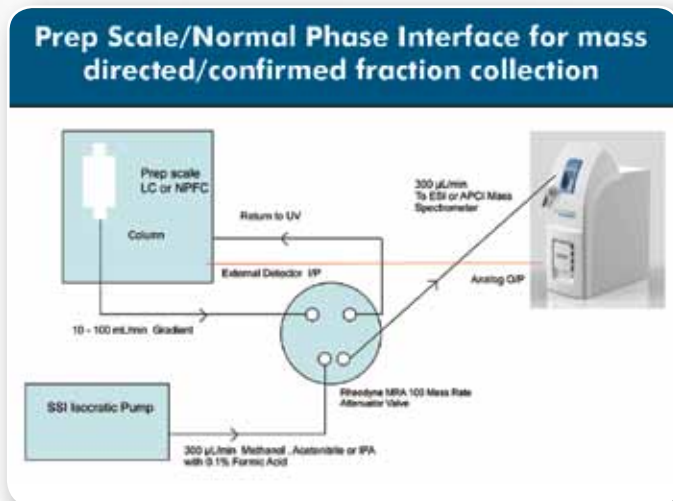 Prep Scale/Normal Phase Interface for mass
directed/confirmed fraction collection
Prep scale
LC or NPFC
Column
Return to UV
300 µL/min
To ESI or APCI Mass
Spectrometer
External Detector I/P
Analog O/P
10 - 100 mL/min Gradient
Rheodyne MRA 100 Mass Rate
Attenuator Valve
SSI Isocratic Pump
300 µL/min Methanol , Acetonitrile or IPA
with 0.1% Formic Acid